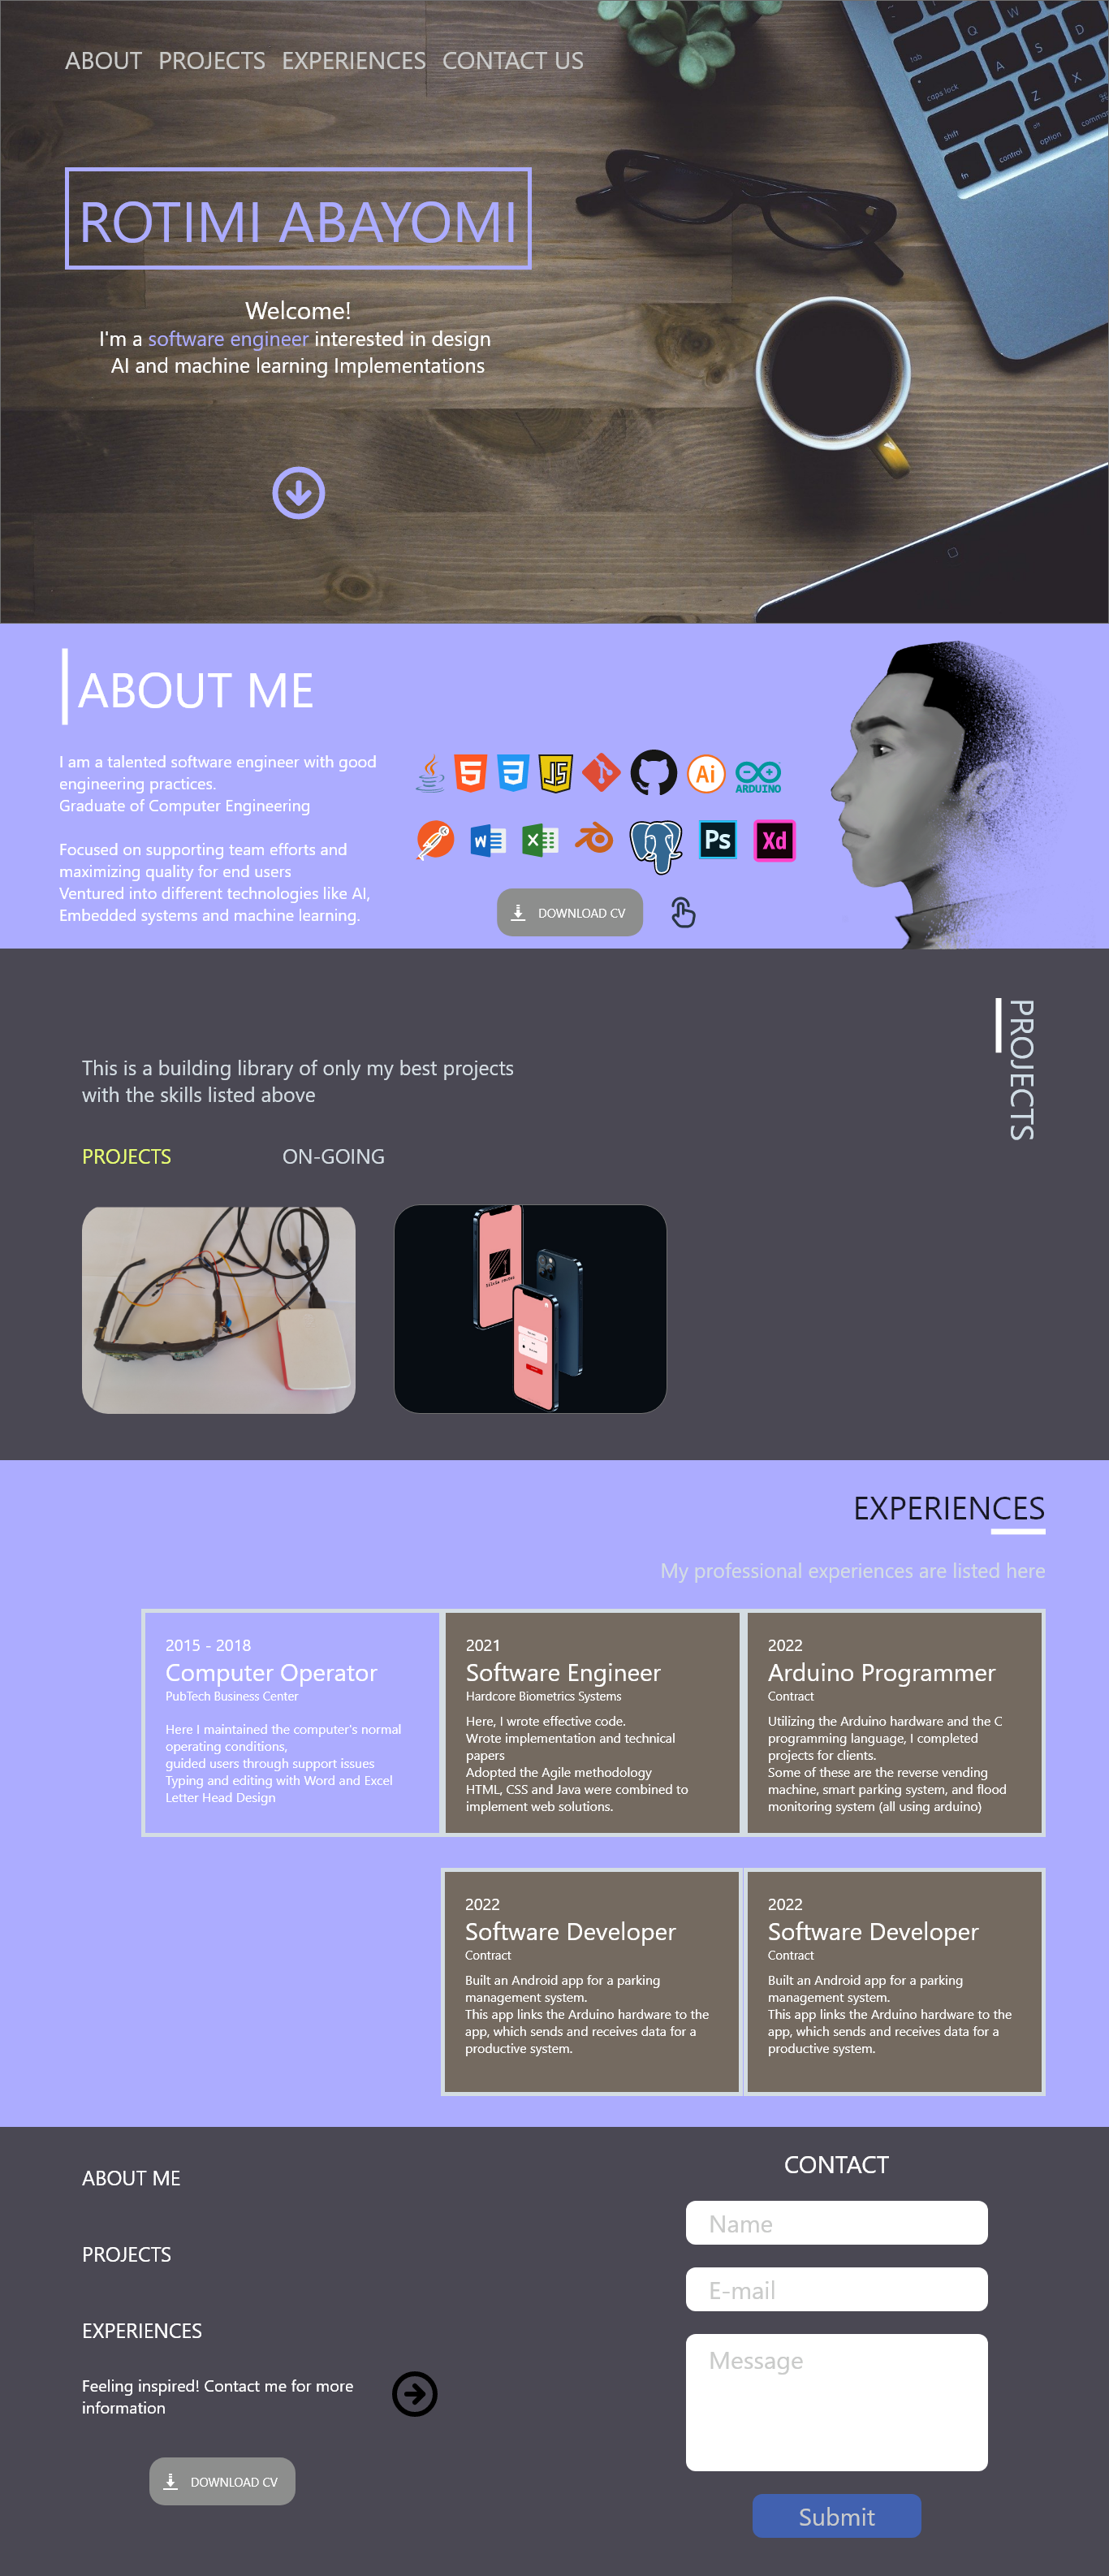 ABOUT PROJECTS EXPERIENCES CONTACT US
ROTIMI ABAYOMI
Welcome!
I'm a software engineer interested in design
AI and machine learning Implementations
Q W
tab A S D
caps lock Z X
shift
fn control option command
ABOUT ME
I am a talented software engineer with good
engineering practices.
Graduate of Computer Engineering
Focused on supporting team efforts and
maximizing quality for end users
Ventured into different technologies like AI,
Embedded systems and machine learning.
5 3 JS Ai ARDUINO
W X Ps Xd
DOWNLOAD CV
PROJECTS
This is a building library of only my best projects
with the skills listed above
PROJECTS ON-GOING
EXPERIENCES
My professional experiences are listed here
2015 - 2018
Computer Operator
PubTech Business Center
Here I maintained the computer's normal
operating conditions,
guided users through support issues
Typing and editing with Word and Excel
Letter Head Design
2021
Software Engineer
Hardcore Biometrics Systems
Here, I wrote effective code.
Wrote implementation and technical
papers
Adopted the Agile methodology
HTML, CSS and Java were combined to
implement web solutions.
2022
Arduino Programmer
Contract
Utilizing the Arduino hardware and the C
programming language, I completed
projects for clients.
Some of these are the reverse vending
machine, smart parking system, and flood
monitoring system (all using arduino)
2022
Software Developer
Contract
Built an Android app for a parking
management system.
This app links the Arduino hardware to the
app, which sends and receives data for a
productive system.
2022
Software Developer
Contract
Built an Android app for a parking
management system.
This app links the Arduino hardware to the
app, which sends and receives data for a
productive system.
ABOUT ME
PROJECTS
EXPERIENCES
Feeling inspired! Contact me for more
information
DOWNLOAD CV
CONTACT
Name
E-mail
Message
Submit